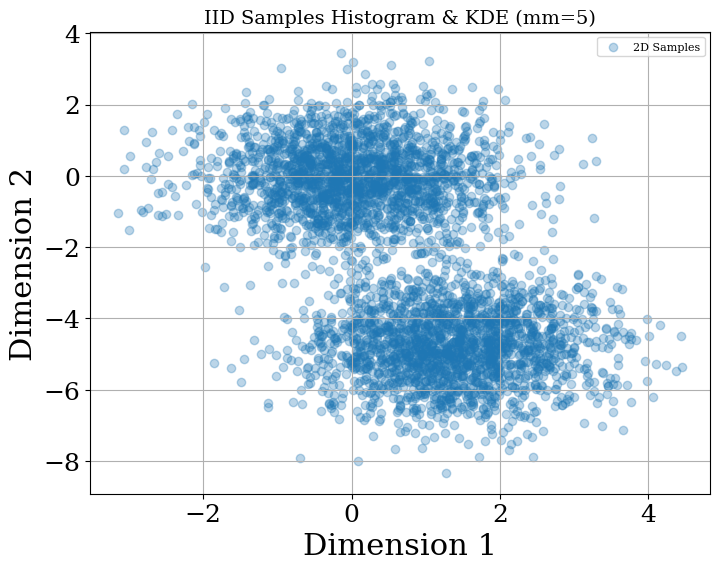 IID Samples Histogram & KDE (mm=5)
2D Samples
4
2
0
−2
−4
−6
−8
Dimension 2
−2 0 2 4
Dimension 1